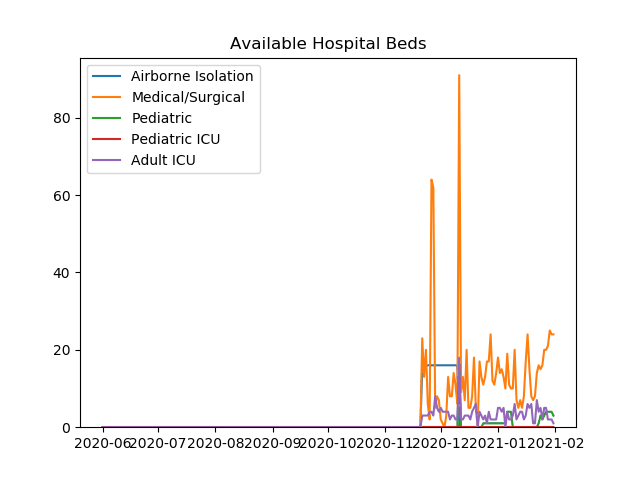 Available Hospital Beds
Airborne Isolation
Medical/Surgical
Pediatric
Pediatric ICU
Adult ICU
80
60
40
20
0
2020-06 2020-07 2020-08 2020-09 2020-10 2020-11 2020-12 2021-01 2021-02